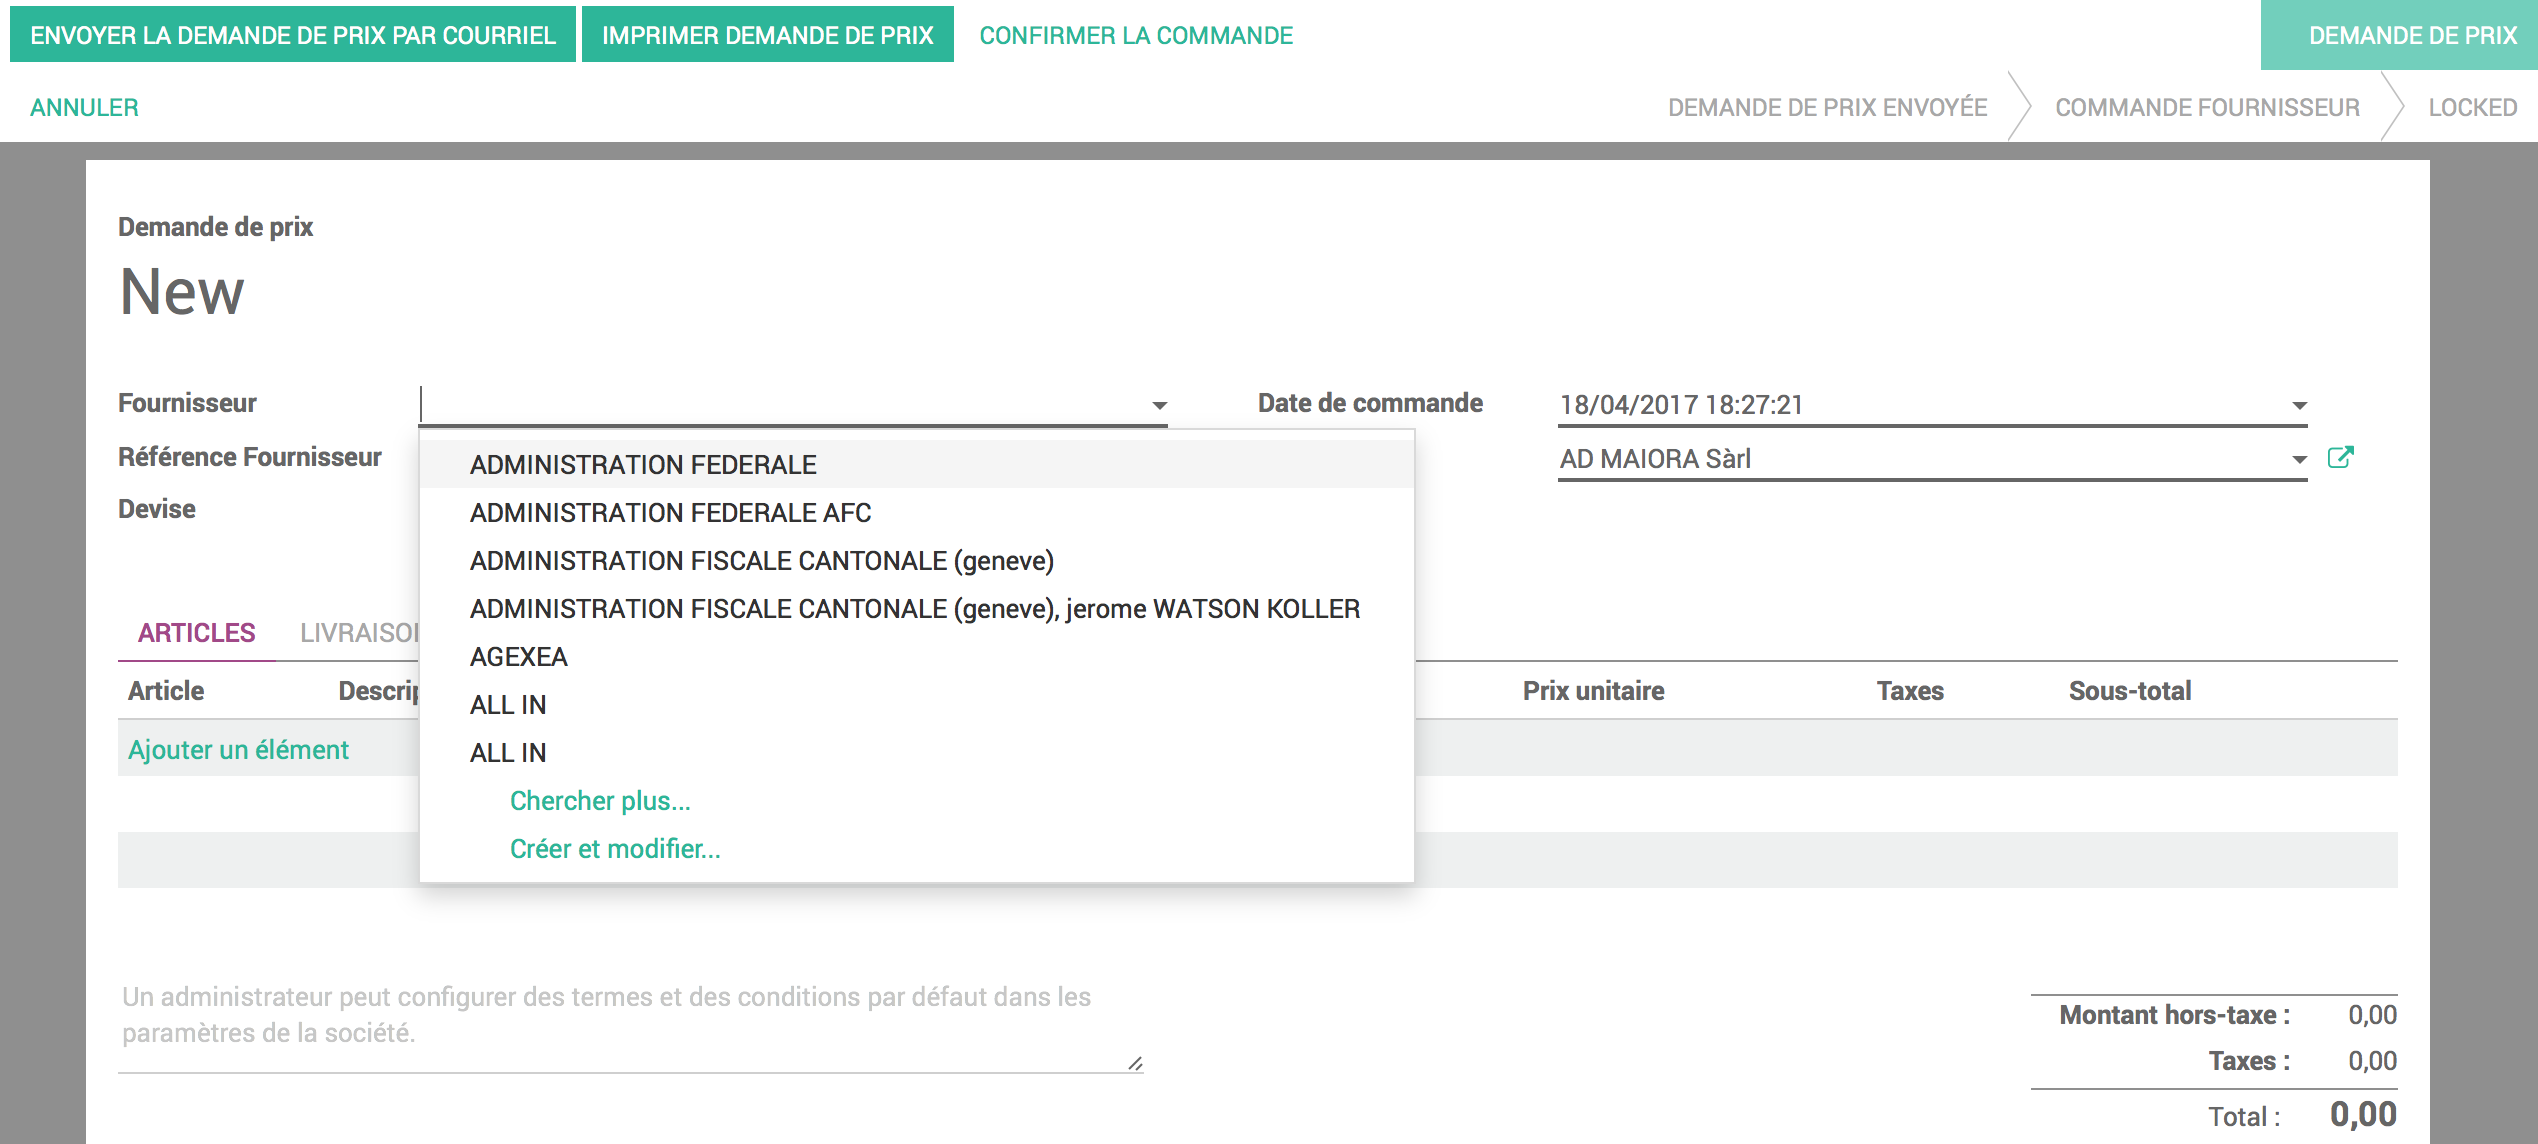 ENVOYER LA DEMANDE DE PRIX PAR COURRIEL IMPRIMER DEMANDE DE PRIX CONFIRMER LA COMMANDE DEMANDE DE PRIX
ANNULER DEMANDE DE PRIX ENVOYÉE COMMANDE FOURNISSEUR LOCKED
Demande de prix
New
Fournisseur Date de commande 18/04/2017 18:27:21
Référence Fournisseur AD MAIORA Sàrl
Devise
ADMINISTRATION FEDERALE
ADMINISTRATION FEDERALE AFC
ADMINISTRATION FISCALE CANTONALE (geneve)
ADMINISTRATION FISCALE CANTONALE (geneve), jerome WATSON KOLLER
AGEXEA
ALL IN
ALL IN
Chercher plus...
Créer et modifier...
ARTICLES
Article Prix unitaire Taxes Sous-total
Ajouter un élément
Un administrateur peut configurer des termes et des conditions par défaut dans les
paramètres de la société.
Montant hors-taxe : 0,00
Taxes : 0,00
Total : 0,00